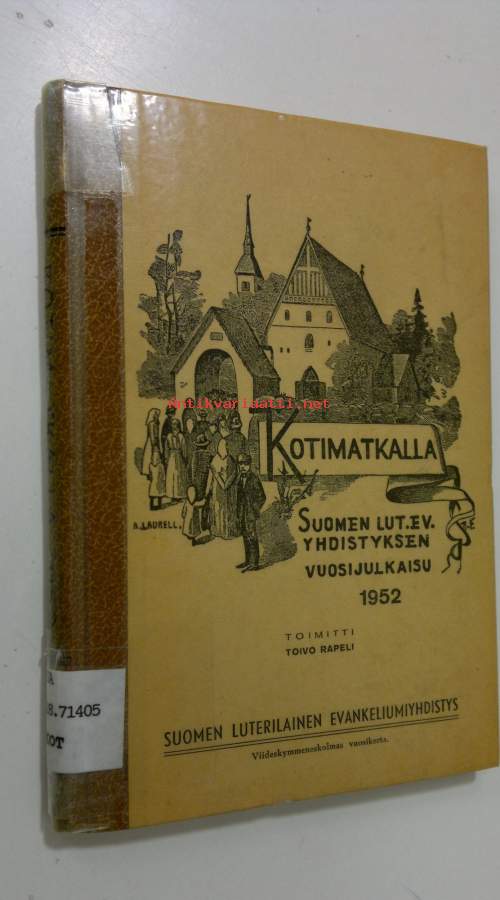 Antikvariaatti.net
KOTIMATKALLA
A. LAURELL.
SUOMEN LUT. EV.
YHDISTYKSEN
VUOSIJULKAISU
1952
TOIMITTI
TOIVO RAPELI
SUOMEN LUTERILAINEN EVANKELIUMIYHDISTYS
Viideskymmeneskolmas vuosikerta.
8.71405
KOT